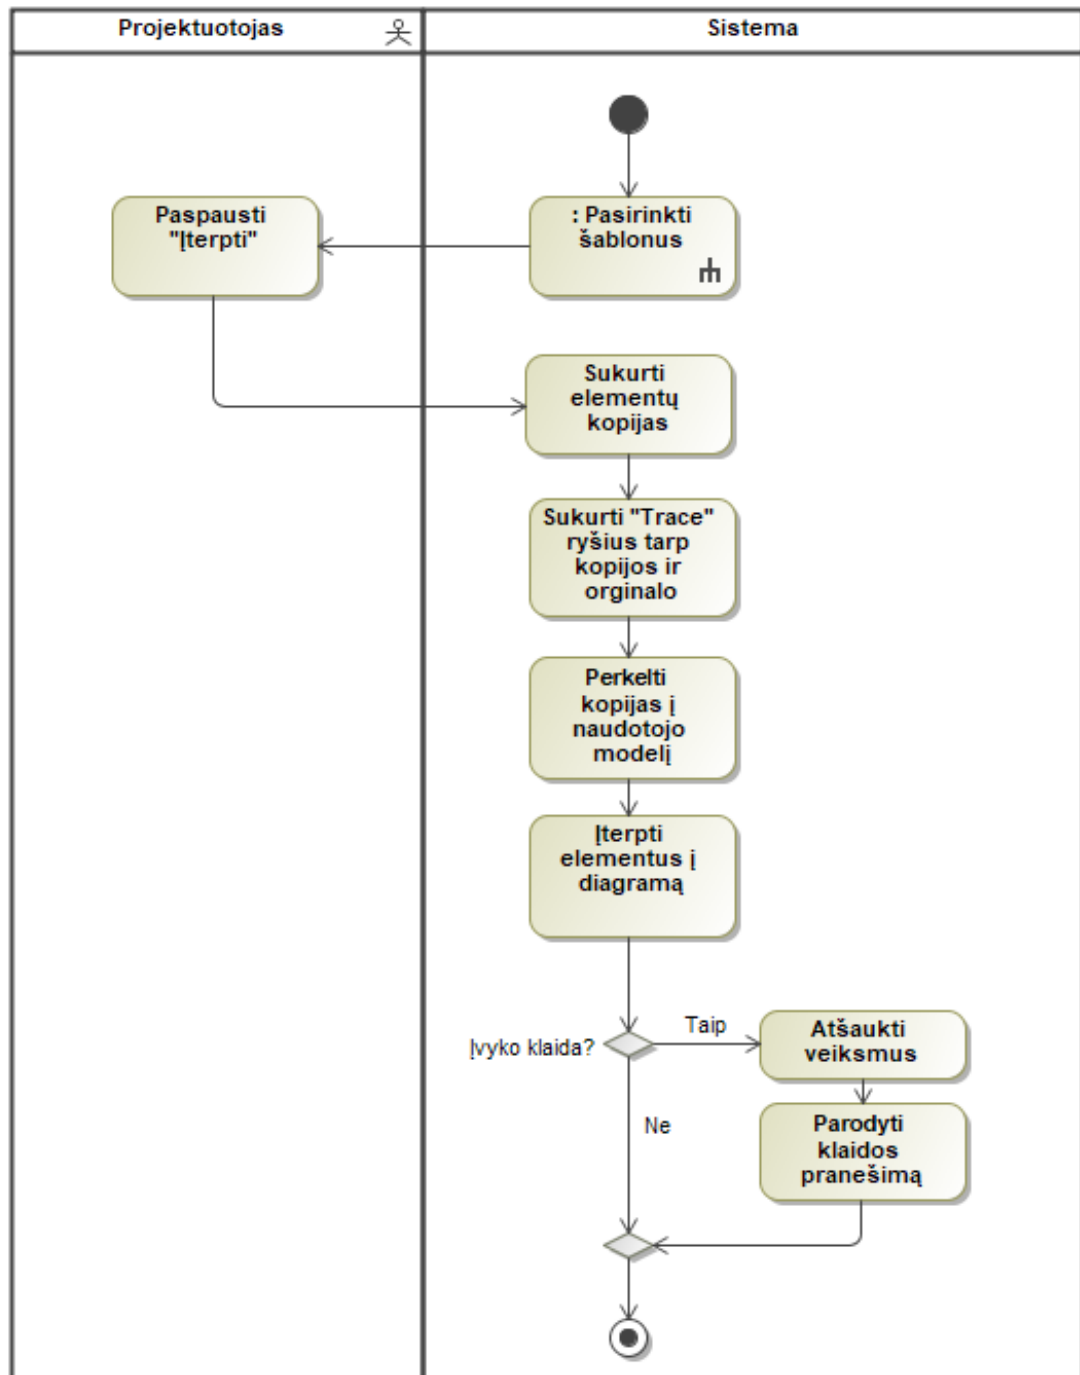 Projektuotojas
Sistema
Paspausti
"Įterpti"
: Pasirinkti
šablonus
Sukurti
elementų
kopijas
Sukurti "Trace"
ryšius tarp
kopijos ir
orginalo
Perkelti
kopijas į
naudotojo
modelį
Įterpti
elementus į
diagramą
Įvyko klaida?
Taip
Atšaukti
veiksmus
Ne
Parodyti
klaidos
pranešimą